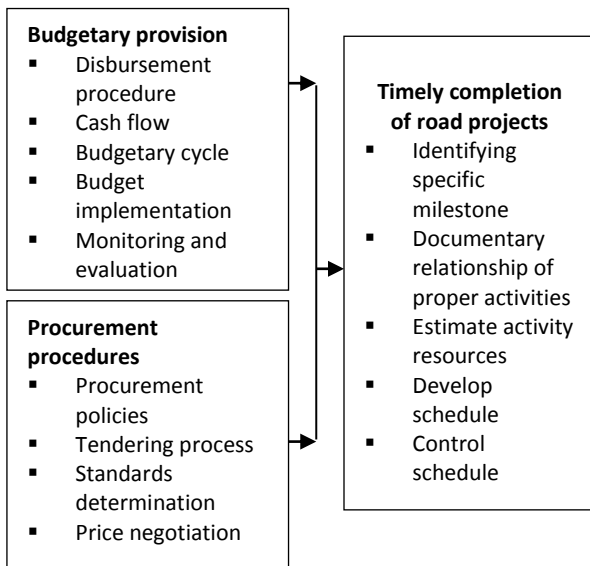 Budgetary provision
▪ Disbursement
procedure
▪ Cash flow
▪ Budgetary cycle
▪ Budget
implementation
▪ Monitoring and
evaluation
Procurement
procedures
▪ Procurement
policies
▪ Tendering process
▪ Standards
determination
▪ Price negotiation
Timely completion
of road projects
▪ Identifying
specific
milestone
▪ Documentary
relationship of
proper activities
▪ Estimate activity
resources
▪ Develop
schedule
▪ Control
schedule